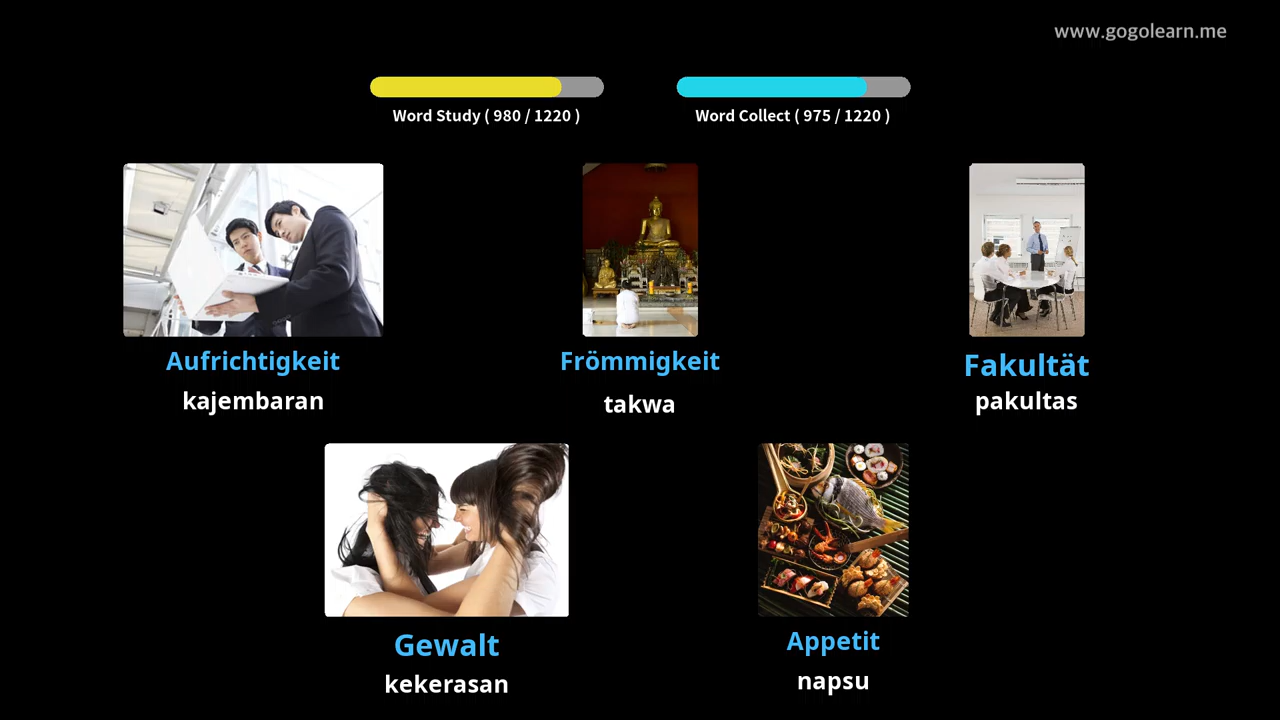 www.gogolearn.me
Word Study ( 980 / 1220 )
Word Collect ( 975 / 1220 )
Aufrichtigkeit
kajembaran
Frömmigkeit
takwa
Fakultät
pakultas
Gewalt
kekerasan
Appetit
napsu